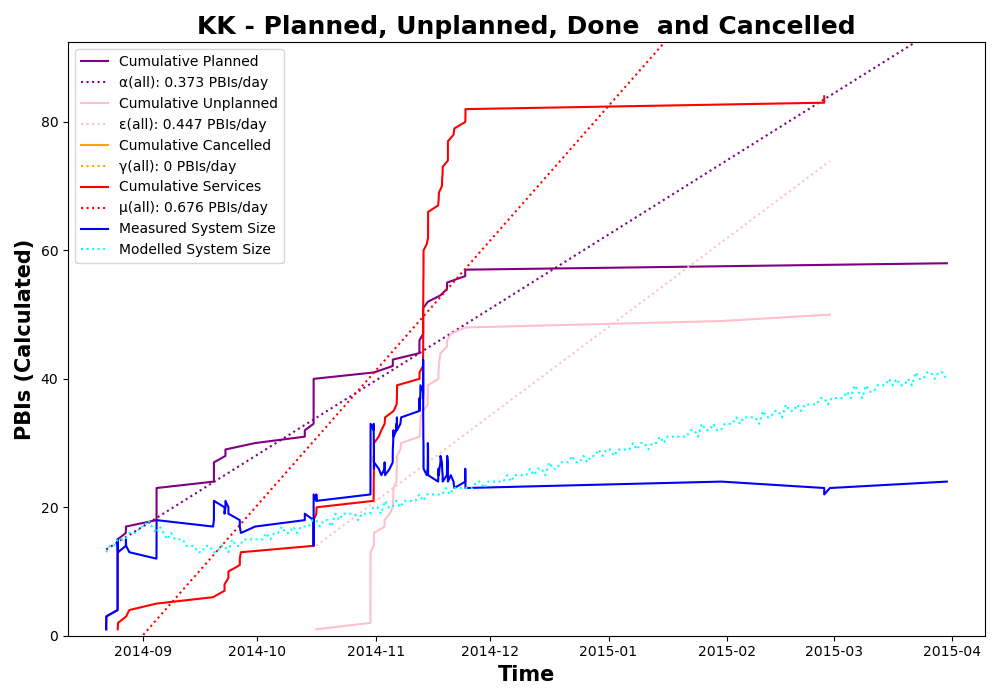 KK - Planned, Unplanned, Done  and Cancelled
Cumulative Planned
α(all): 0.373 PBIs/day
Cumulative Unplanned
ε(all): 0.447 PBIs/day
Cumulative Cancelled
γ(all): 0 PBIs/day
Cumulative Services
μ(all): 0.676 PBIs/day
Measured System Size
Modelled System Size
PBIs (Calculated)
80
60
40
20
0
2014-09 2014-10 2014-11 2014-12 2015-01 2015-02 2015-03 2015-04
Time